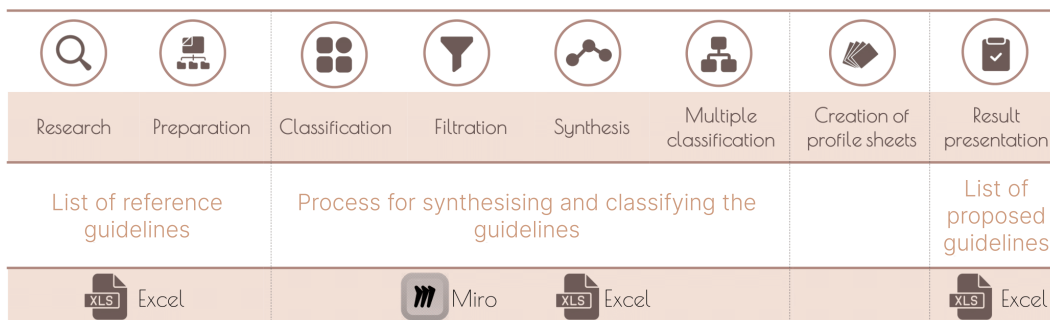 Research
Preparation
Classification
Filtration
Synthesis
Multiple
classification
Creation of
profile sheets
Result
presentation
List of reference
guidelines
Process for synthesising and classifying the
guidelines
List of
proposed
guidelines
XLS Excel
Miro
XLS Excel
XLS Excel